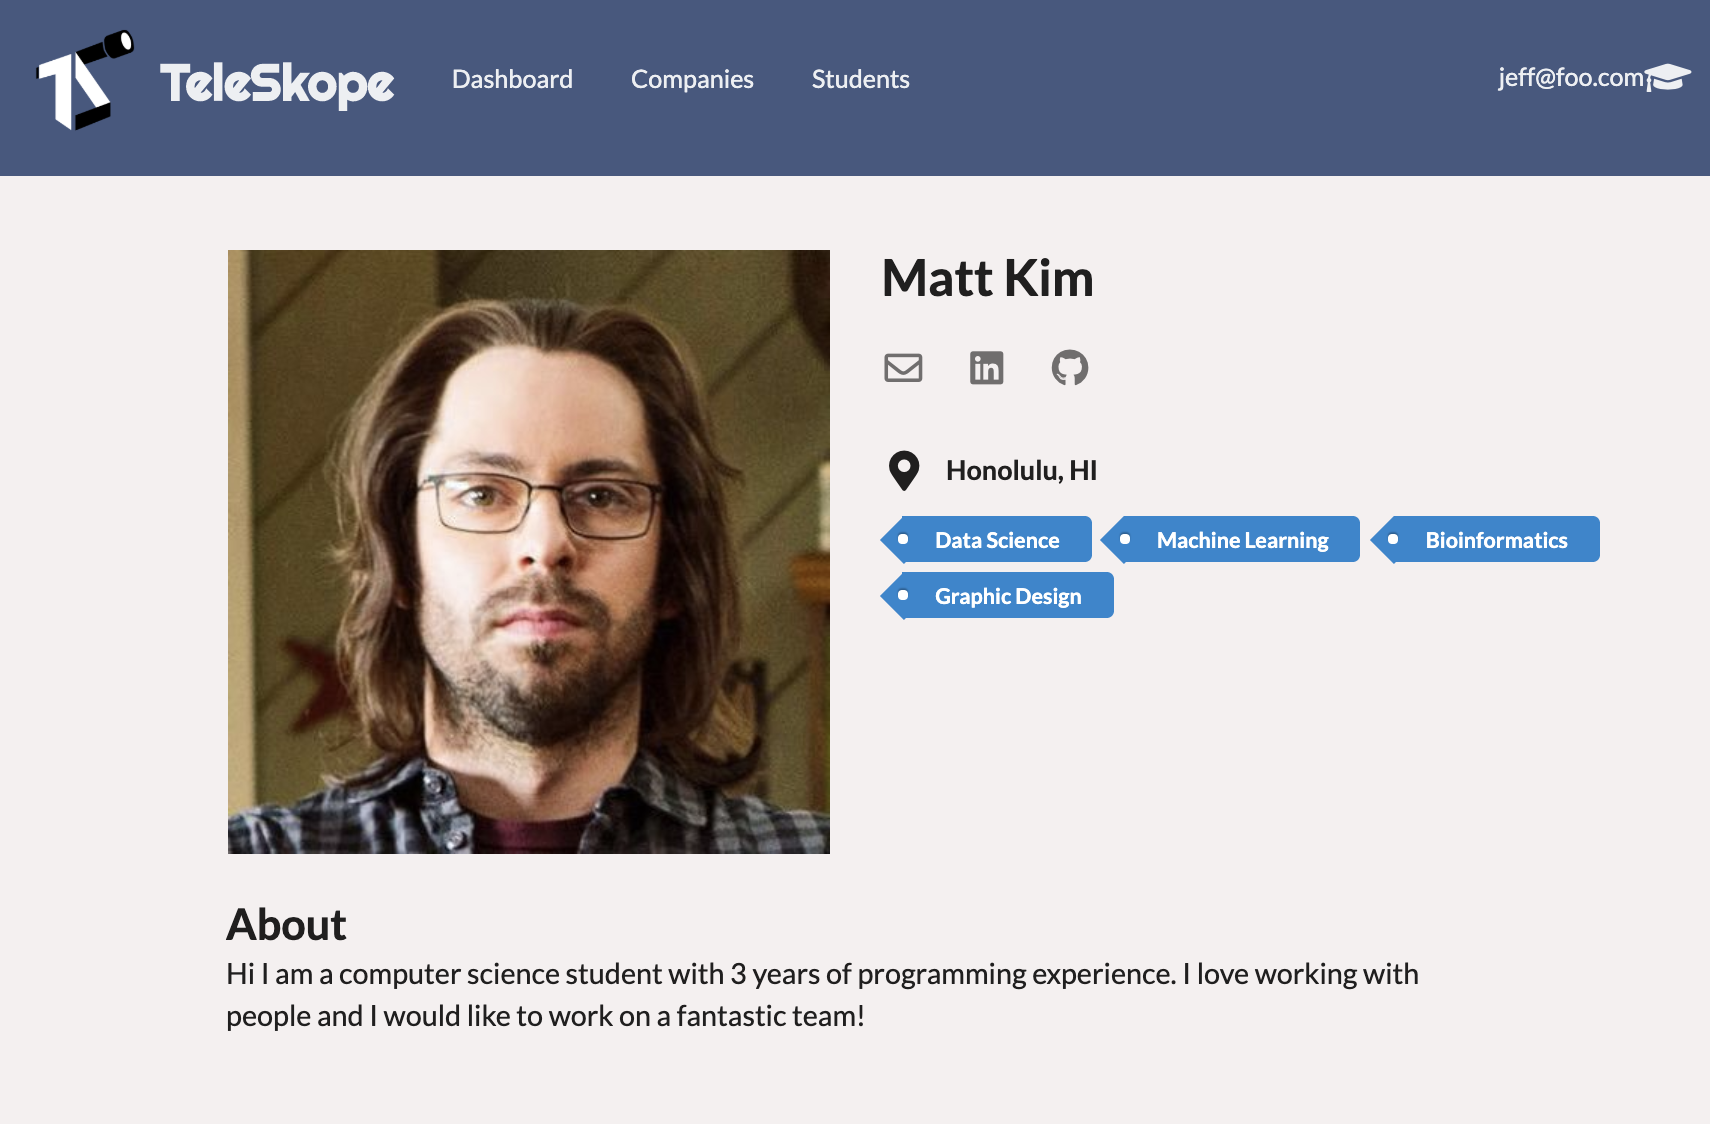 TeleSkope Dashboard Companies Students jeff@foo.com
Matt Kim
Honolulu, HI
Data Science Machine Learning Bioinformatics
Graphic Design
About
Hi I am a computer science student with 3 years of programming experience. I love working with
people and I would like to work on a fantastic team!